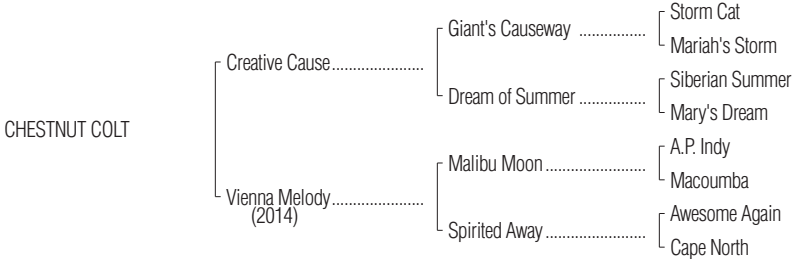 Storm Cat
Giant's Causeway ................
Mariah's Storm
Creative Cause......................
Siberian Summer
Dream of Summer ................
Mary's Dream
CHESTNUT COLT
A.P. Indy
Malibu Moon ........................
Macoumba
Vienna Melody......................
(2014)
Awesome Again
Spirited Away ........................
Cape North